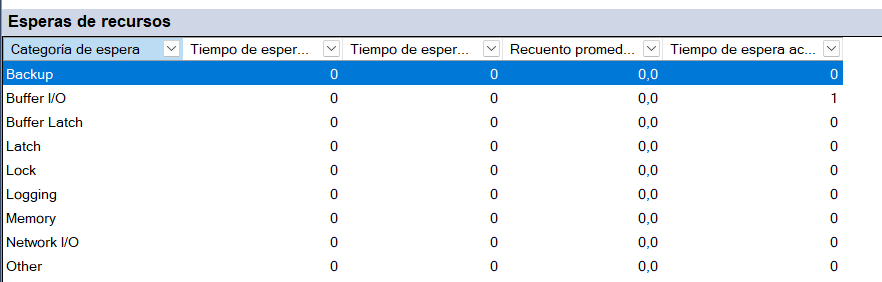 Esperas de recursos
Categoría de espera Tiempo de esper... Tiempo de esper... Recuento promed... Tiempo de espera ac...
Backup 0 0 0,0 0
Buffer I/O 0 0 0,0 1
Buffer Latch 0 0 0,0 0
Latch 0 0 0,0 0
Lock 0 0 0,0 0
Logging 0 0 0,0 0
Memory 0 0 0,0 0
Network I/O 0 0 0,0 0
Other 0 0 0,0 0